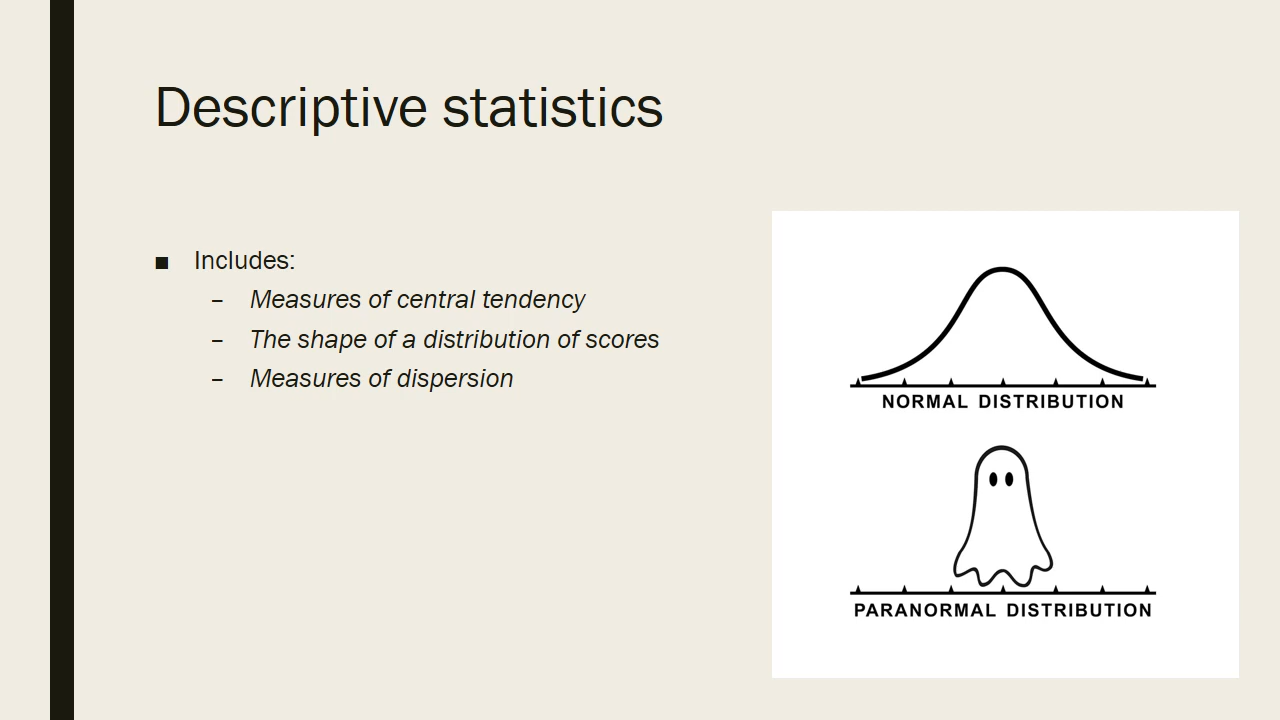 Descriptive statistics
■ Includes:
– Measures of central tendency
– The shape of a distribution of scores
– Measures of dispersion
NORMAL DISTRIBUTION
PARANORMAL DISTRIBUTION